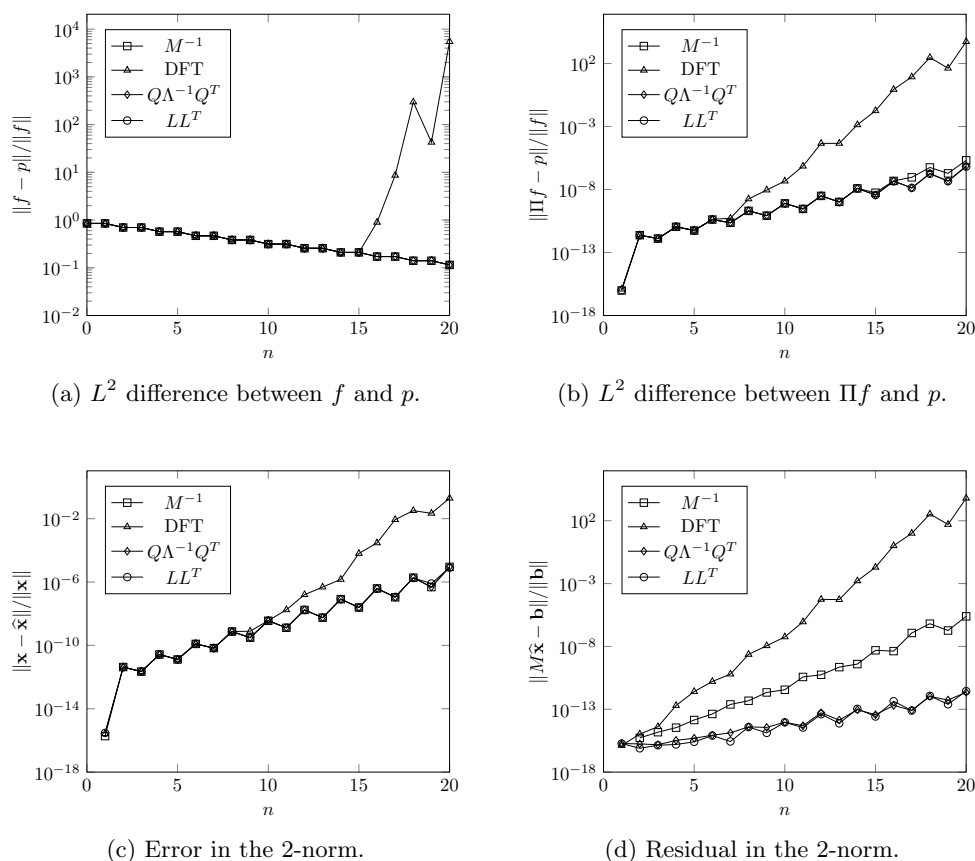 10^4
10^3
10^2
10^1
10^0
10^−1
10^−2
‖f − p‖/‖f‖
M^−1
DFT
QΛ^−1Q^T
LL^T
0 5 10 15 20
n
(a) L^2 difference between f and p.
10^2
10^−3
10^−8
10^−13
10^−18
‖Πf − p‖/‖f‖
M^−1
DFT
QΛ^−1Q^T
LL^T
0 5 10 15 20
n
(b) L^2 difference between Πf and p.
10^−2
10^−6
10^−10
10^−14
10^−18
‖x − x̂‖/‖x‖
M^−1
DFT
QΛ^−1Q^T
LL^T
0 5 10 15 20
n
(c) Error in the 2-norm.
10^2
10^−3
10^−8
10^−13
10^−18
‖Mx̂ − b‖/‖b‖
M^−1
DFT
QΛ^−1Q^T
LL^T
0 5 10 15 20
n
(d) Residual in the 2-norm.